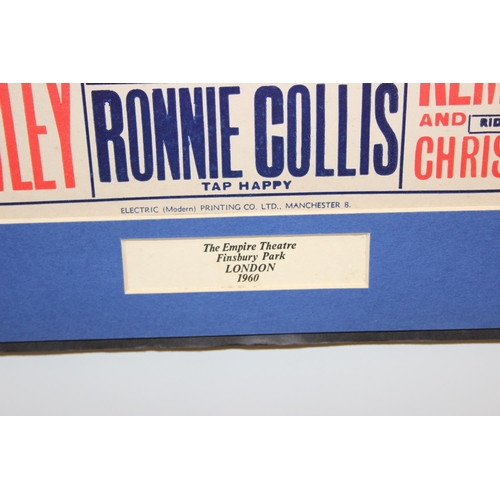 RONNIE COLLIS
TAP HAPPY
AND RID
CHRIS
ELECTRIC (Modern) PRINTING CO. LTD., MANCHESTER 8.
The Empire Theatre
Finsbury Park
LONDON
1960